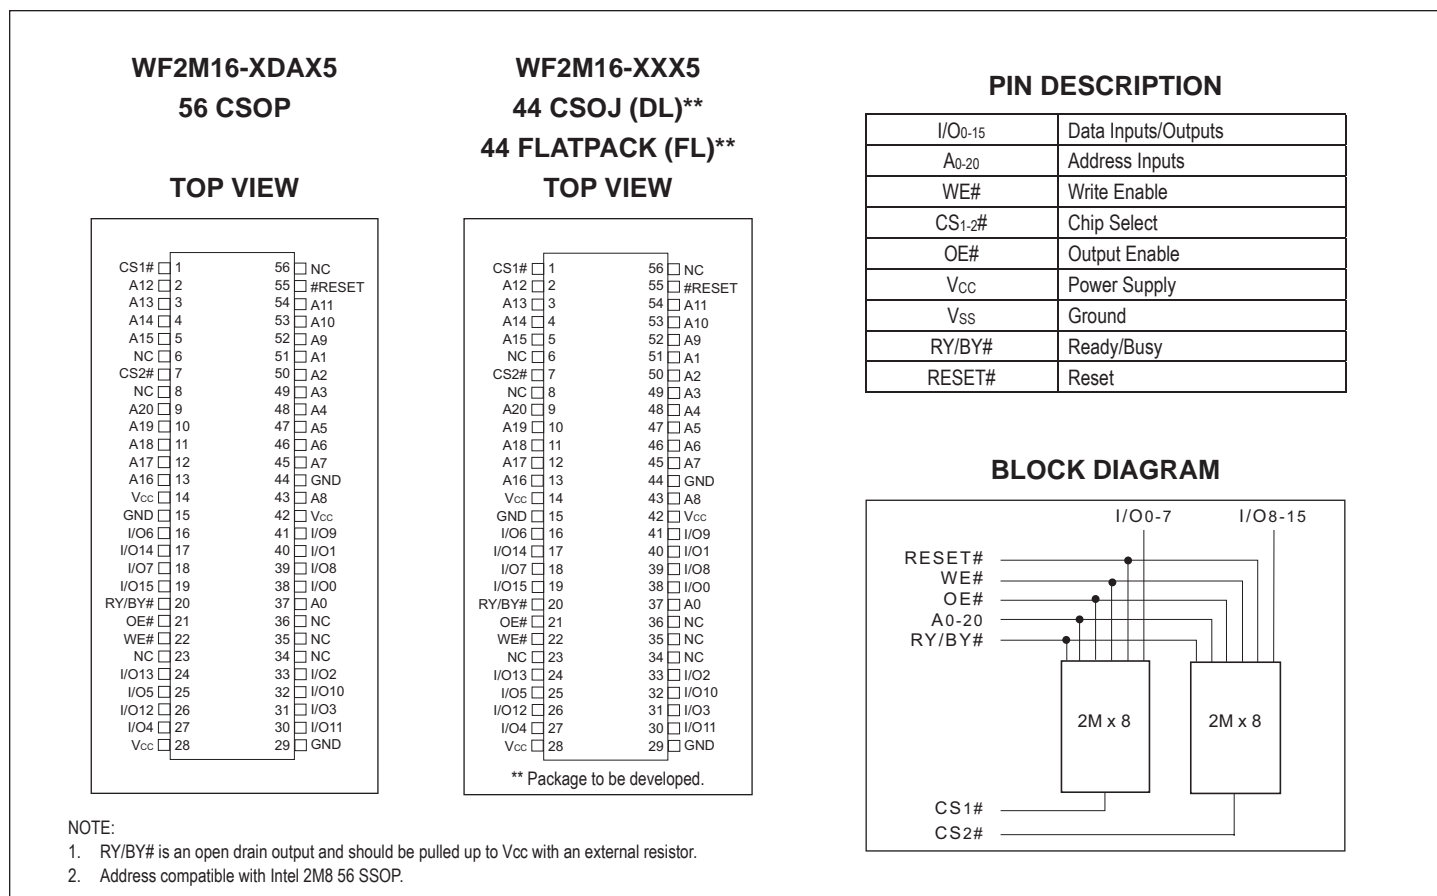 WF2M16-XDAX5
56 CSOP
TOP VIEW
CS1# 1 56 NC
A12 2 55 #RESET
A13 3 54 A11
A14 4 53 A10
A15 5 52 A9
NC 6 51 A1
CS2# 7 50 A2
NC 8 49 A3
A20 9 48 A4
A19 10 47 A5
A18 11 46 A6
A17 12 45 A7
A16 13 44 GND
Vcc 14 43 A8
GND 15 42 Vcc
I/O6 16 41 I/O9
I/O14 17 40 I/O1
I/O7 18 39 I/O8
I/O15 19 38 I/O0
RY/BY# 20 37 A0
OE# 21 36 NC
WE# 22 35 NC
NC 23 34 NC
I/O13 24 33 I/O2
I/O5 25 32 I/O10
I/O12 26 31 I/O3
I/O4 27 30 I/O11
Vcc 28 29 GND
WF2M16-XXX5
44 CSOJ (DL)**
44 FLATPACK (FL)**
TOP VIEW
CS1# 1 56 NC
A12 2 55 #RESET
A13 3 54 A11
A14 4 53 A10
A15 5 52 A9
NC 6 51 A1
CS2# 7 50 A2
NC 8 49 A3
A20 9 48 A4
A19 10 47 A5
A18 11 46 A6
A17 12 45 A7
A16 13 44 GND
Vcc 14 43 A8
GND 15 42 Vcc
I/O6 16 41 I/O9
I/O14 17 40 I/O1
I/O7 18 39 I/O8
I/O15 19 38 I/O0
RY/BY# 20 37 A0
OE# 21 36 NC
WE# 22 35 NC
NC 23 34 NC
I/O13 24 33 I/O2
I/O5 25 32 I/O10
I/O12 26 31 I/O3
I/O4 27 30 I/O11
Vcc 28 29 GND
** Package to be developed.
PIN DESCRIPTION
I/O0-15 Data Inputs/Outputs
A0-20 Address Inputs
WE# Write Enable
CS1-2# Chip Select
OE# Output Enable
VCC Power Supply
VSS Ground
RY/BY# Ready/Busy
RESET# Reset
BLOCK DIAGRAM
I/O0-7 I/O8-15
RESET#
WE#
OE#
A0-20
RY/BY#
2M x 8 2M x 8
CS1#
CS2#
NOTE:
1. RY/BY# is an open drain output and should be pulled up to Vcc with an external resistor.
2. Address compatible with Intel 2M8 56 SSOP.